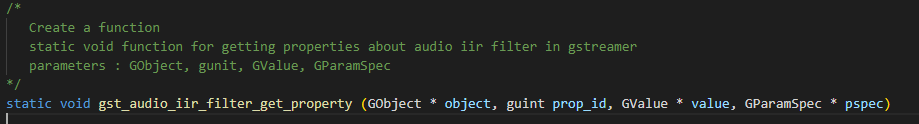 /*
Create a function
static void function for getting properties about audio iir filter in gstreamer
parameters : GObject, gunit, GValue, GParamSpec
*/
static void gst_audio_iir_filter_get_property (GObject * object, guint prop_id, GValue * value, GParamSpec * pspec)